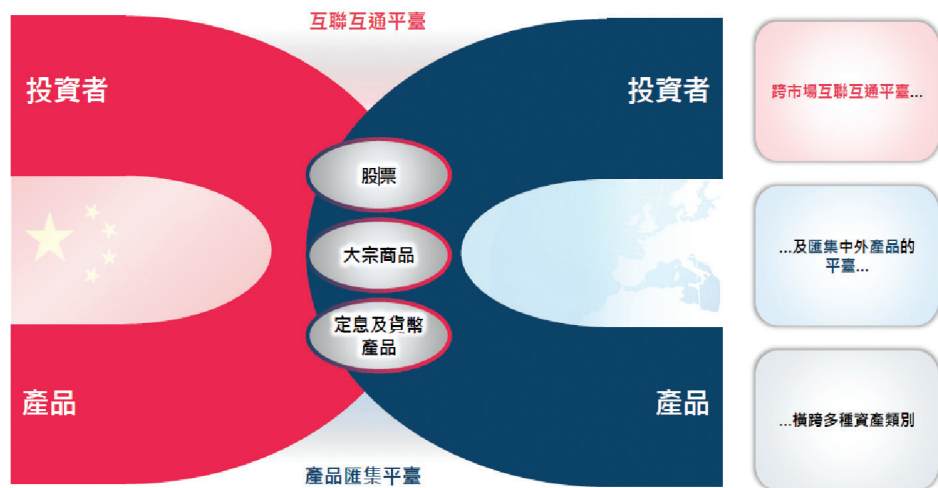 互聯互通平臺
投資者
投資者
跨市場互聯互通平臺...
股票
大宗商品
...及匯集中外產品的
平臺...
定息及貨幣
產品
產品
產品
...橫跨多種資產類別
產品匯集平臺